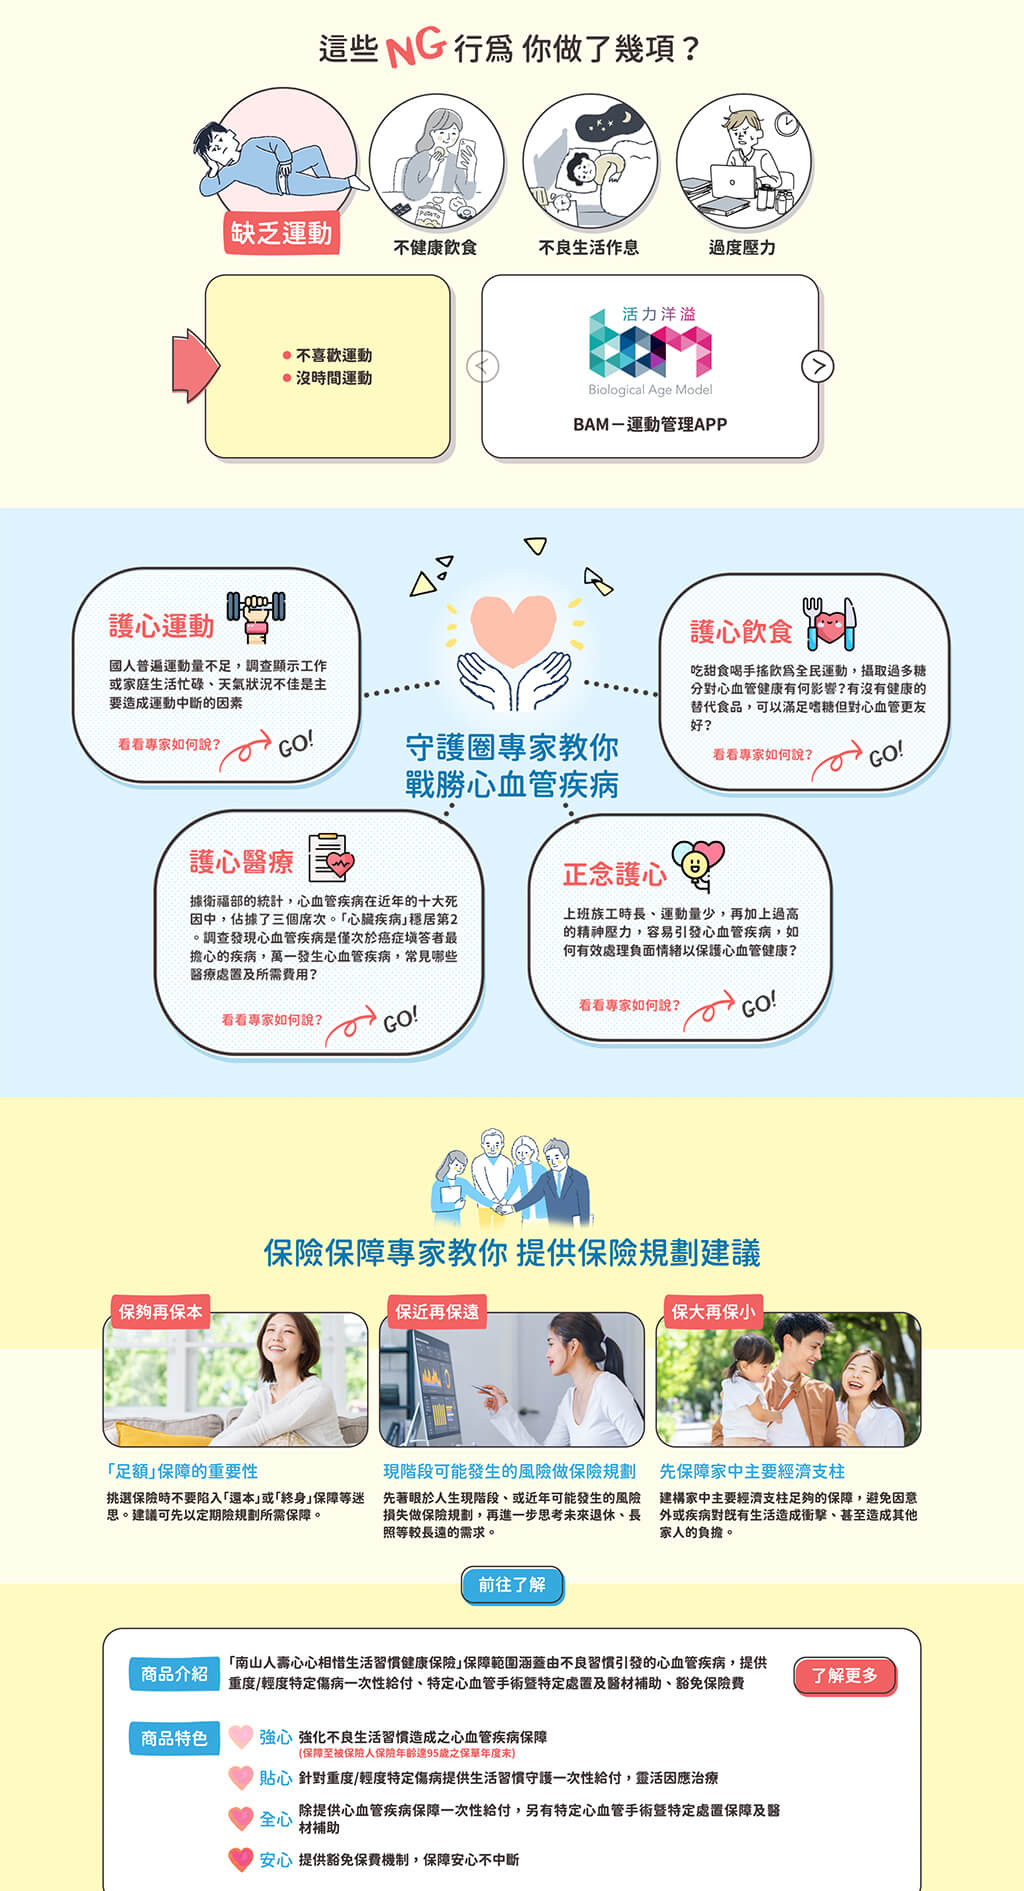 這些 NG 行為 你做了幾項？
缺乏運動
不健康飲食
不良生活作息
過度壓力
POTATO
不喜歡運動
沒時間運動
活力洋溢
bam
Biological Age Model
BAM－運動管理APP
護心運動
國人普遍運動量不足，調查顯示工作
或家庭生活忙碌、天氣狀況不佳是主
要造成運動中斷的因素
看看專家如何說？
GO!
護心飲食
吃甜食喝手搖飲為全民運動，攝取過多糖
分對心血管健康有何影響?有沒有健康的
替代食品，可以滿足嗜糖但對心血管更友
好?
看看專家如何說？
GO!
守護圈專家教你
戰勝心血管疾病
護心醫療
據衛福部的統計，心血管疾病在近年的十大死
因中，佔據了三個席次。「心臟疾病」穩居第2
。調查發現心血管疾病是僅次於癌症填答者最
擔心的疾病，萬一發生心血管疾病，常見哪些
醫療處置及所需費用?
看看專家如何說？
GO!
正念護心
上班族工時長、運動量少，再加上過高
的精神壓力，容易引發心血管疾病，如
何有效處理負面情緒以保護心血管健康?
看看專家如何說？
GO!
保險保障專家教你 提供保險規劃建議
保夠再保本
保近再保遠
保大再保小
「足額」保障的重要性
挑選保險時不要陷入「還本」或「終身」保障等迷
思。建議可先以定期險規劃所需保障。
現階段可能發生的風險做保險規劃
先著眼於人生現階段、或近年可能發生的風險
損失做保險規劃，再進一步思考未來退休、長
照等較長遠的需求。
先保障家中主要經濟支柱
建構家中主要經濟支柱足夠的保障，避免因意
外或疾病對既有生活造成衝擊、甚至造成其他
家人的負擔。
前往了解
商品介紹
「南山人壽心心相惜生活習慣健康保險」保障範圍涵蓋由不良習慣引發的心血管疾病，提供
重度/輕度特定傷病一次性給付、特定心血管手術暨特定處置及醫材補助、豁免保險費
了解更多
商品特色
強心 強化不良生活習慣造成之心血管疾病保障
(保障至被保險人保險年齡達95歲之保單年度末)
貼心 針對重度/輕度特定傷病提供生活習慣守護一次性給付，靈活因應治療
全心 除提供心血管疾病保障一次性給付，另有特定心血管手術暨特定處置保障及醫
材補助
安心 提供豁免保費機制，保障安心不中斷